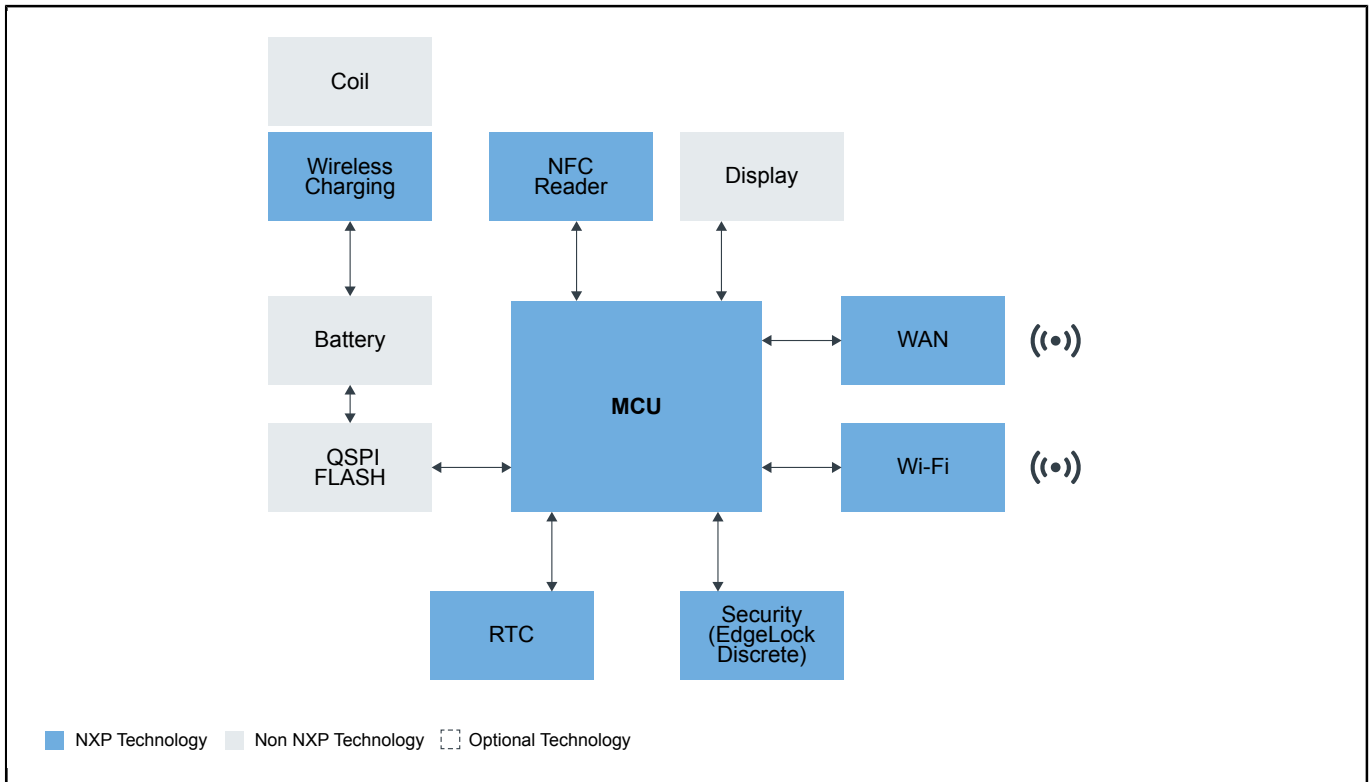 Coil
Wireless
Charging
NFC
Reader
Display
Battery
MCU
WAN
QSPI
FLASH
Wi-Fi
RTC
Security
(EdgeLock
Discrete)
NXP Technology
Non NXP Technology
Optional Technology